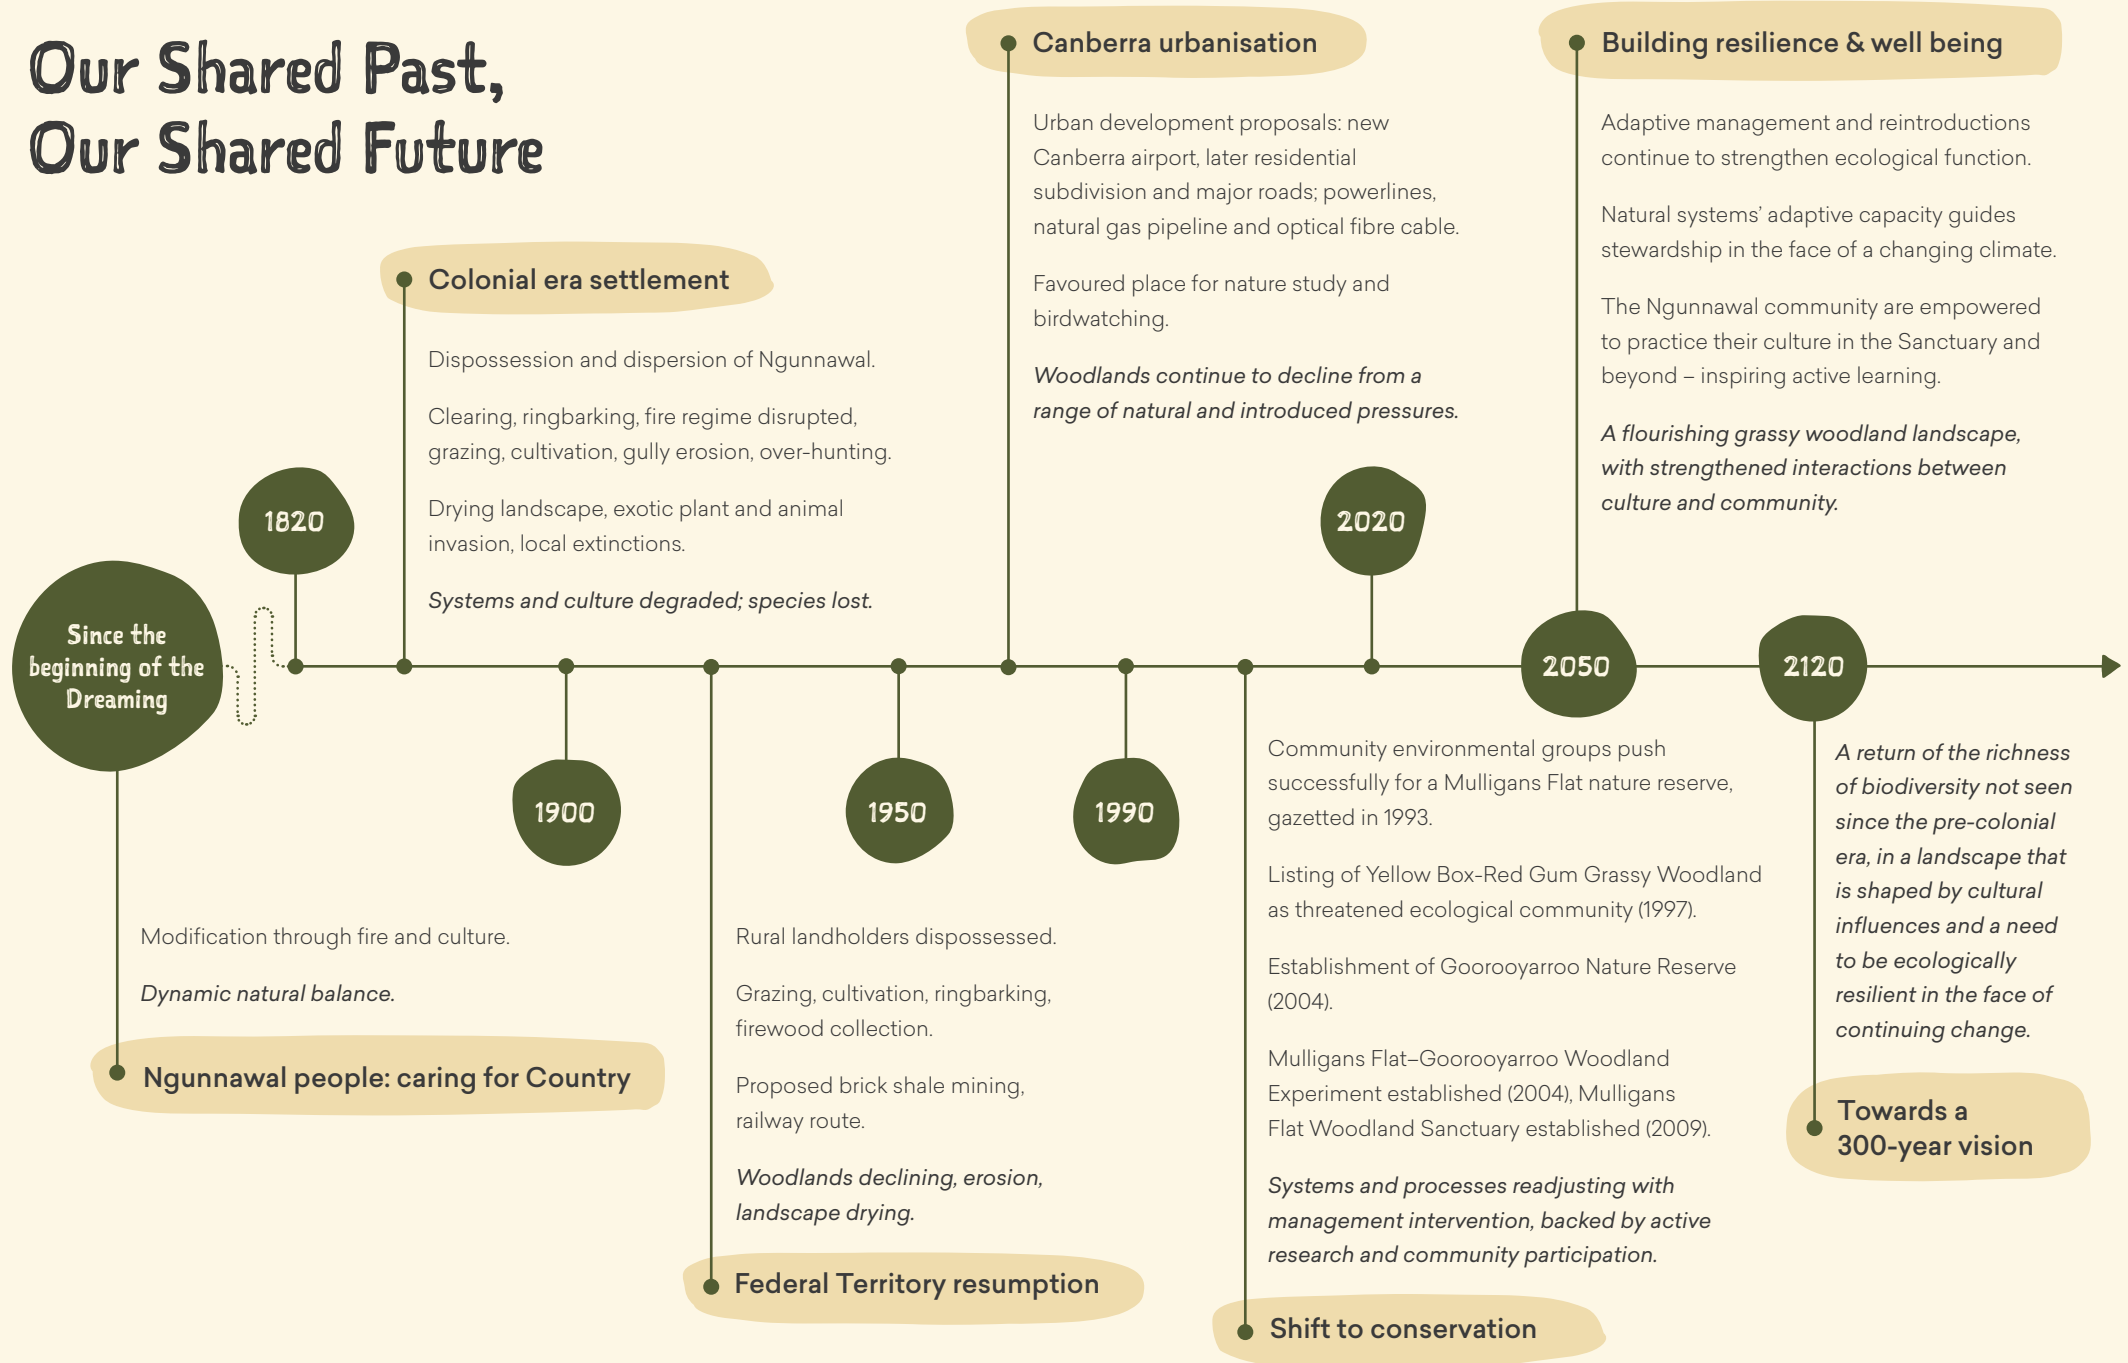 Our Shared Past,
Our Shared Future
Since the
beginning of the
Dreaming
Modification through fire and culture.
Dynamic natural balance.
Ngunnawal people: caring for Country
1820
Colonial era settlement
Dispossession and dispersion of Ngunnawal.
Clearing, ringbarking, fire regime disrupted,
grazing, cultivation, gully erosion, over-hunting.
Drying landscape, exotic plant and animal
invasion, local extinctions.
Systems and culture degraded; species lost.
1900
Rural landholders dispossessed.
Grazing, cultivation, ringbarking,
firewood collection.
Proposed brick shale mining,
railway route.
Woodlands declining, erosion,
landscape drying.
Federal Territory resumption
1950
Canberra urbanisation
Urban development proposals: new
Canberra airport, later residential
subdivision and major roads; powerlines,
natural gas pipeline and optical fibre cable.
Favoured place for nature study and
birdwatching.
Woodlands continue to decline from a
range of natural and introduced pressures.
1990
Community environmental groups push
successfully for a Mulligans Flat nature reserve,
gazetted in 1993.
Listing of Yellow Box-Red Gum Grassy Woodland
as threatened ecological community (1997).
Establishment of Goorooyarroo Nature Reserve
(2004).
Mulligans Flat–Goorooyarroo Woodland
Experiment established (2004), Mulligans
Flat Woodland Sanctuary established (2009).
Systems and processes readjusting with
management intervention, backed by active
research and community participation.
Shift to conservation
2020
Building resilience & well being
Adaptive management and reintroductions
continue to strengthen ecological function.
Natural systems’ adaptive capacity guides
stewardship in the face of a changing climate.
The Ngunnawal community are empowered
to practice their culture in the Sanctuary and
beyond – inspiring active learning.
A flourishing grassy woodland landscape,
with strengthened interactions between
culture and community.
2050
2120
A return of the richness
of biodiversity not seen
since the pre-colonial
era, in a landscape that
is shaped by cultural
influences and a need
to be ecologically
resilient in the face of
continuing change.
Towards a
300-year vision